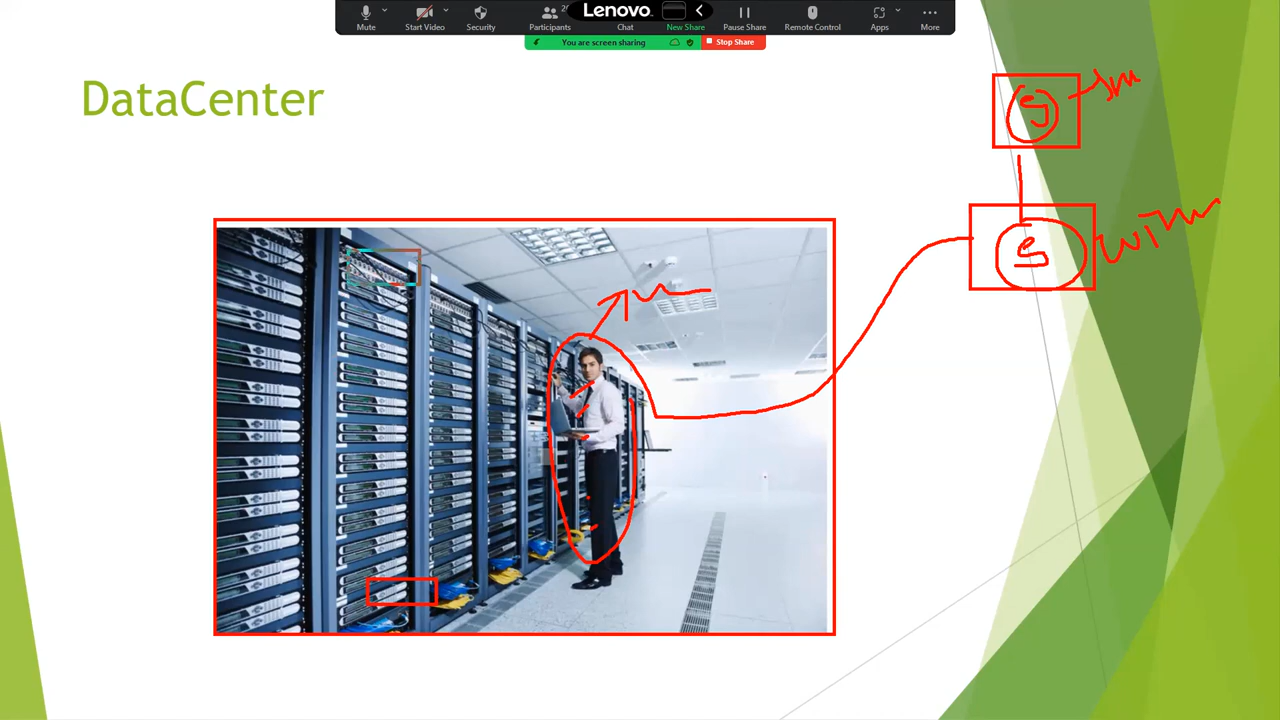 Lenovo
Mute
Start Video
Security
Participants
Chat
New Share
Pause Share
Remote Control
Apps
More
You are screen sharing
Stop Share
DataCenter
S
S